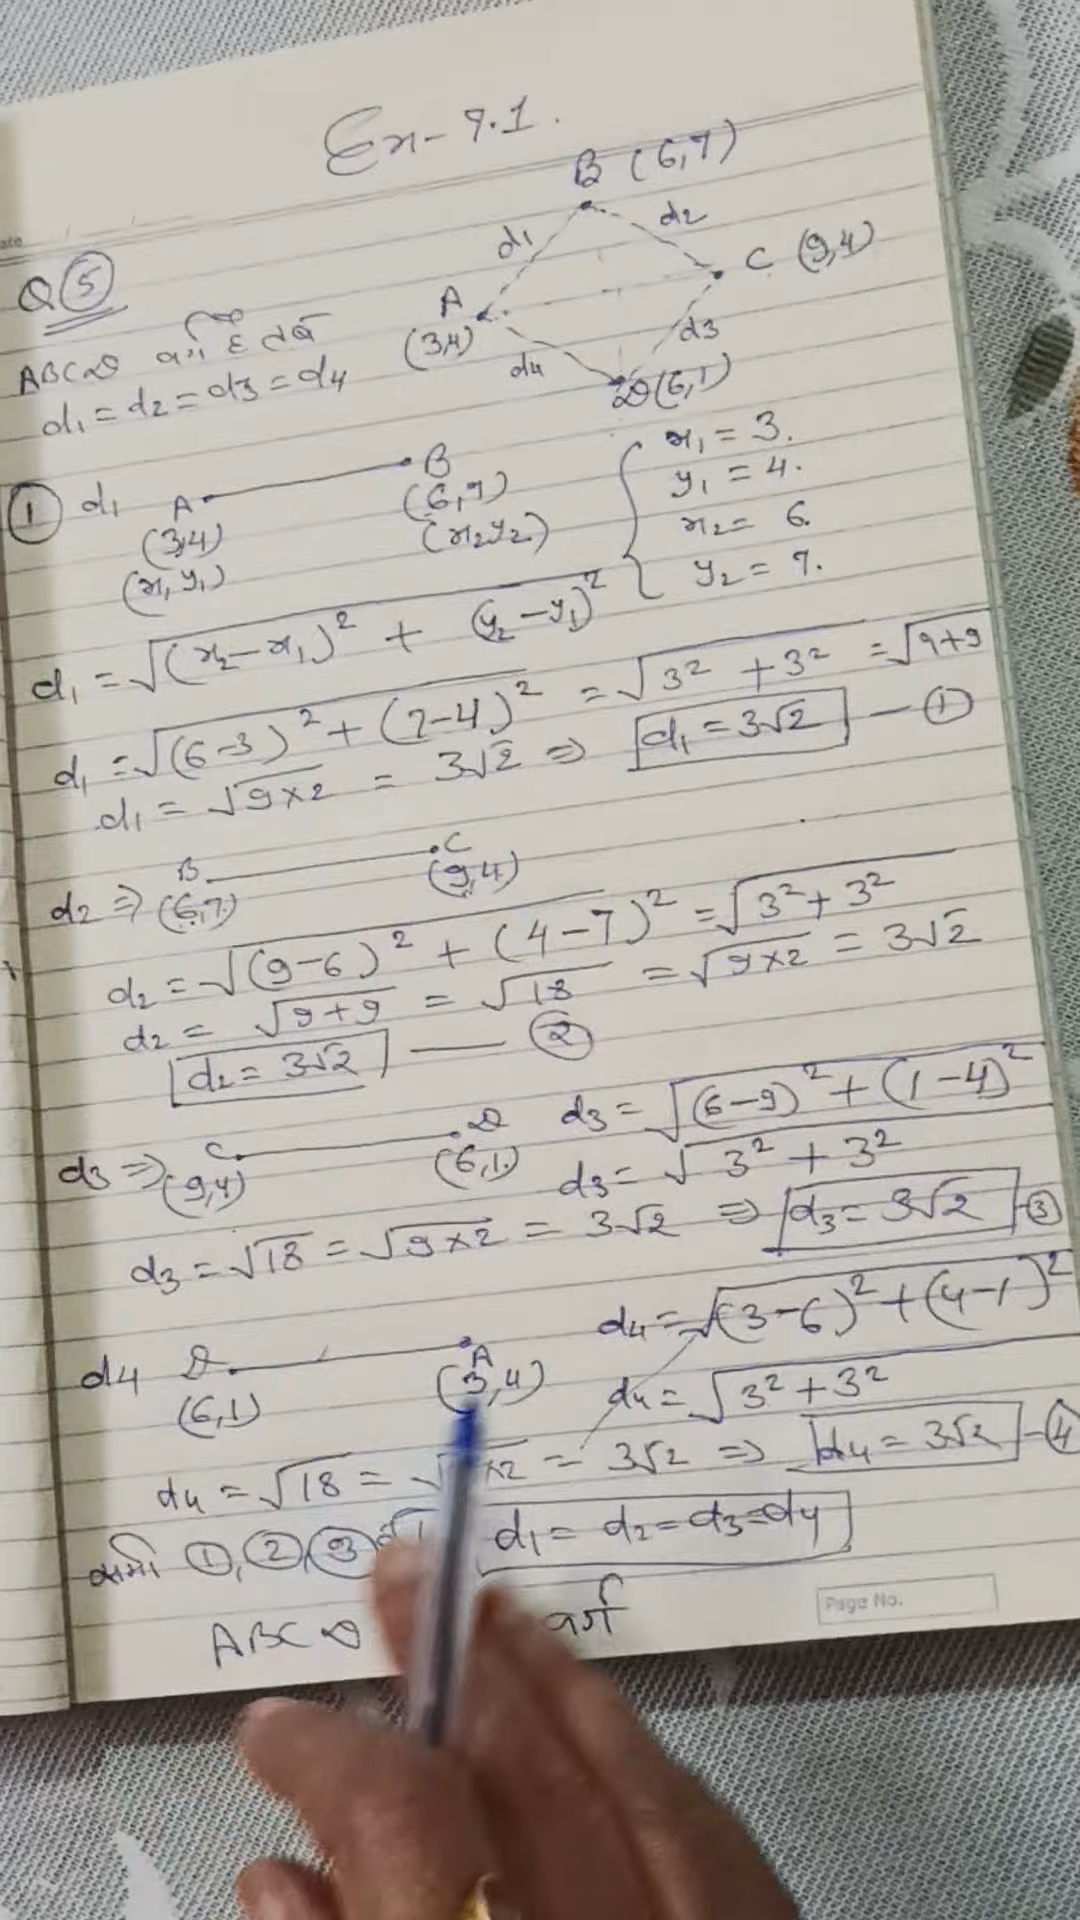 Ex-7.1.
B (6,7)
d1
d2
C (9,4)
Q 5
A
(3,4)
d3
ABCD वर्ग है तब
d4
D(6,1)
d1 = d2 = d3 = d4
x1 = 3.
y1 = 4.
x2 = 6.
y2 = 7.
1 d1 A B
(3,4) (6,7)
(x1 y1) (x2 y2)
d1 = √(x2-x1)² + (y2-y1)²
d1 = √(6-3)² + (7-4)² = √3² + 3² = √9+9
d1 = √9×2 = 3√2 ⇒ d1 = 3√2 — 1
B C
d2 ⇒ (6,7) (9,4)
d2 = √(9-6)² + (4-7)² = √3² + 3²
d2 = √9+9 = √18 = √9×2 = 3√2
d2 = 3√2 — 2
C D d3 = √(6-9)² + (1-4)²
d3 ⇒ (9,4) (6,1) d3 = √3² + 3²
d3 = √18 = √9×2 = 3√2 ⇒ d3 = 3√2 - 3
d4 = √(3-6)² + (4-1)²
d4 D A
(6,1) (3,4) d4 = √3² + 3²
d4 = √18 = √ ×2 = 3√2 ⇒ d4 = 3√2 - 4
1, 2, 3 d1 = d2 = d3 = d4
ABCD वर्ग
Page No.